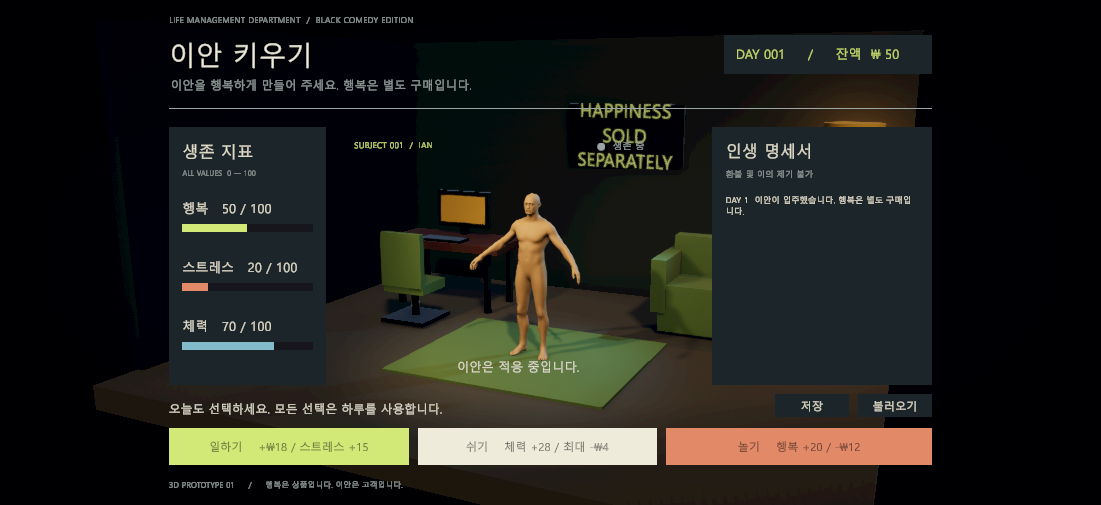 LIFE MANAGEMENT DEPARTMENT / BLACK COMEDY EDITION
이안 키우기
이안을 행복하게 만들어 주세요. 행복은 별도 구매입니다.
DAY 001 / 잔액 ₩ 50
HAPPINESS
SOLD
SEPARATELY
생존 지표
ALL VALUES 0 — 100
행복 50 / 100
스트레스 20 / 100
체력 70 / 100
SUBJECT 001 / IAN
생존 중
이안은 적응 중입니다.
인생 명세서
환불 및 이의 제기 불가
DAY 1 이안이 입주했습니다. 행복은 별도 구매입
니다.
오늘도 선택하세요. 모든 선택은 하루를 사용합니다.
저장
불러오기
일하기 +₩18 / 스트레스 +15
쉬기 체력 +28 / 최대 -₩4
놀기 행복 +20 / -₩12
3D PROTOTYPE 01 / 행복은 상품입니다. 이안은 고객입니다.